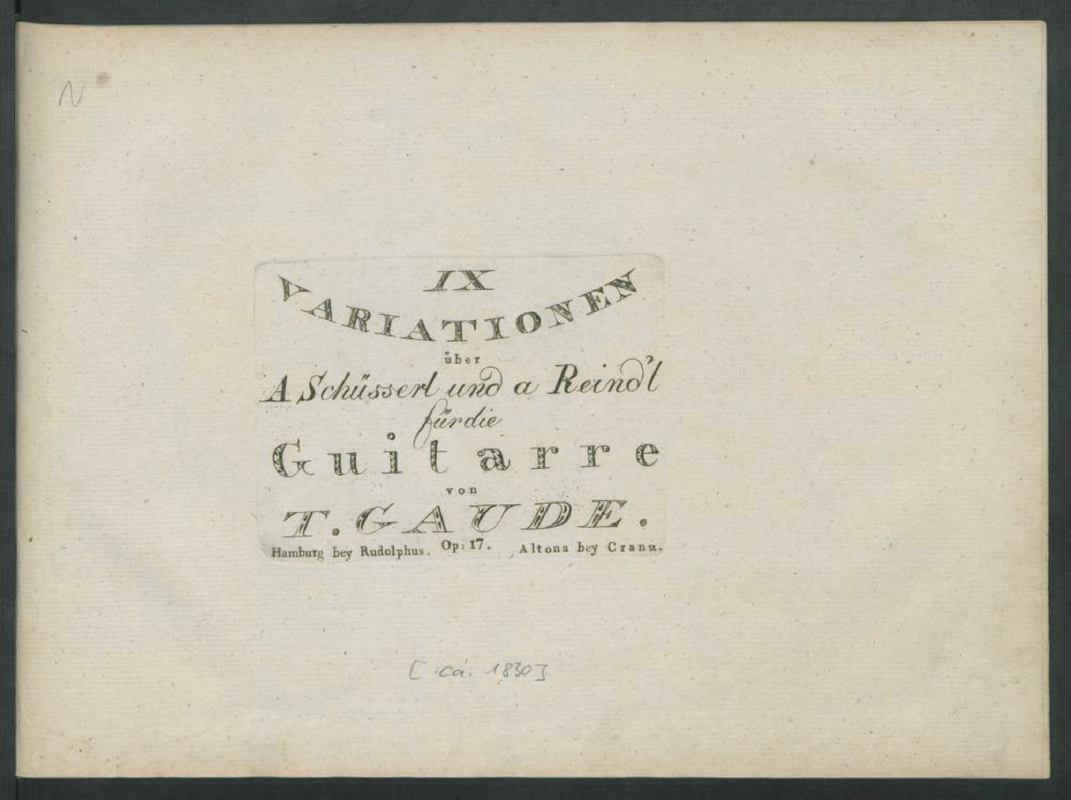 N
IX
VARIATIONEN
über
A Schüsserl und a Reind'l
für die
Guitarre
von
T. GAUDE.
Hamburg bey Rudolphus. Op: 17. Altona bey Cranz.
[ca. 1830]